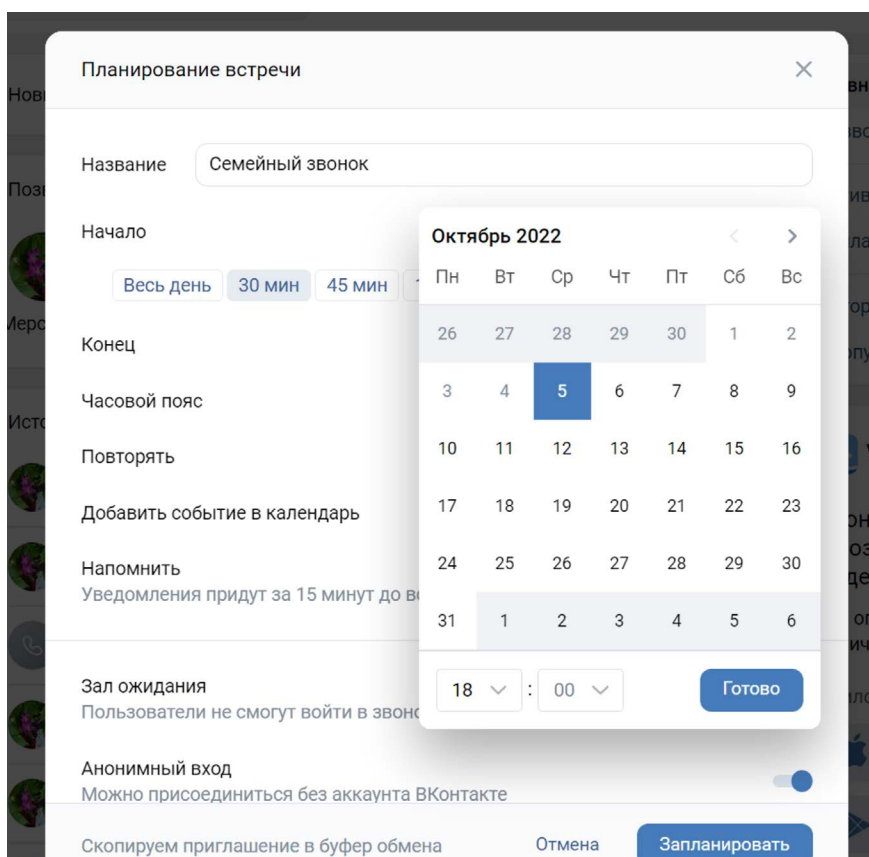 Планирование встречи
Название Семейный звонок
Начало
Весь день 30 мин 45 мин
Конец
Часовой пояс
Повторять
Добавить событие в календарь
Напомнить
Уведомления придут за 15 минут до
Октябрь 2022
Пн Вт Ср Чт Пт Сб Вс
26 27 28 29 30 1 2
3 4 5 6 7 8 9
10 11 12 13 14 15 16
17 18 19 20 21 22 23
24 25 26 27 28 29 30
31 1 2 3 4 5 6
18 : 00 Готово
Зал ожидания
Пользователи не смогут войти в
Анонимный вход
Можно присоединиться без аккаунта ВКонтакте
Скопируем приглашение в буфер обмена Отмена Запланировать